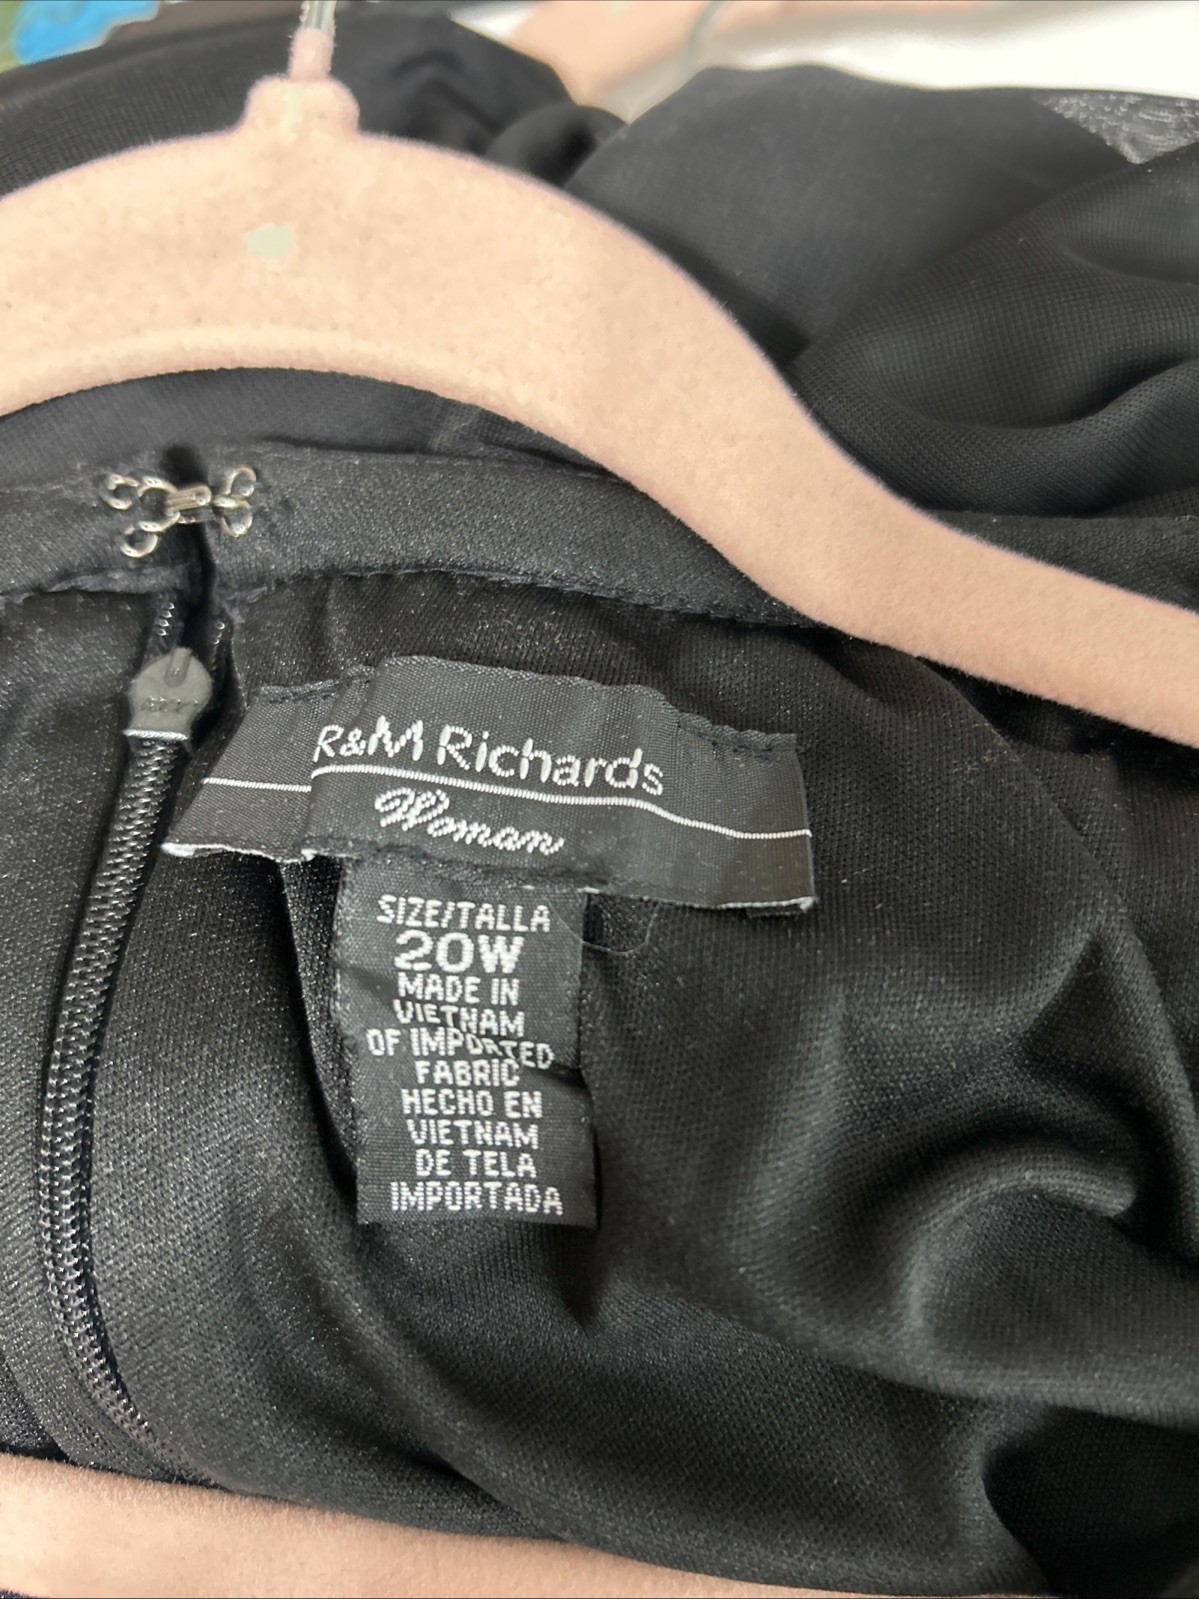 R&M Richards
Woman
SIZE/TALLA
20W
MADE IN
VIETNAM
OF IMPORTED
FABRIC
HECHO EN
VIETNAM
DE TELA
IMPORTADA